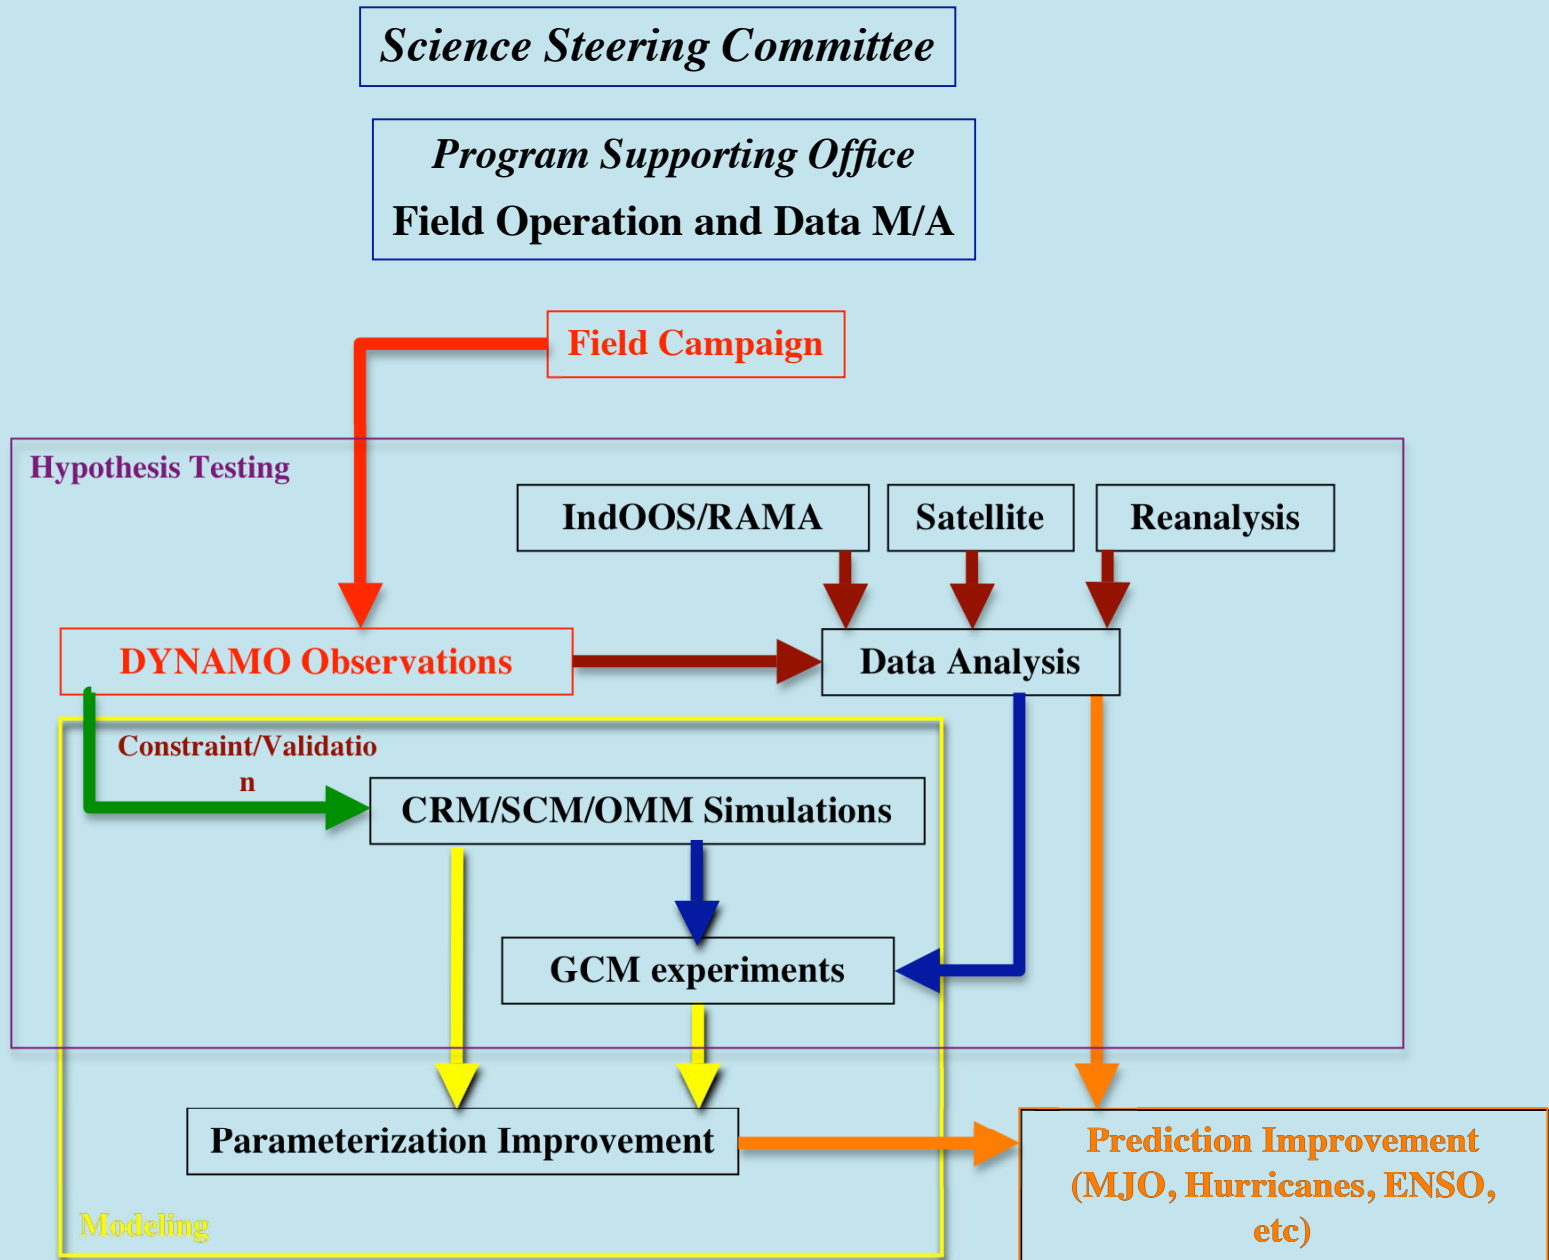 Science Steering Committee
Program Supporting Office
Field Operation and Data M/A
Field Campaign
Hypothesis Testing
IndOOS/RAMA
Satellite
Reanalysis
DYNAMO Observations
Data Analysis
Constraint/Validatio
n
CRM/SCM/OMM Simulations
GCM experiments
Parameterization Improvement
Prediction Improvement
(MJO, Hurricanes, ENSO,
etc)
Modeling